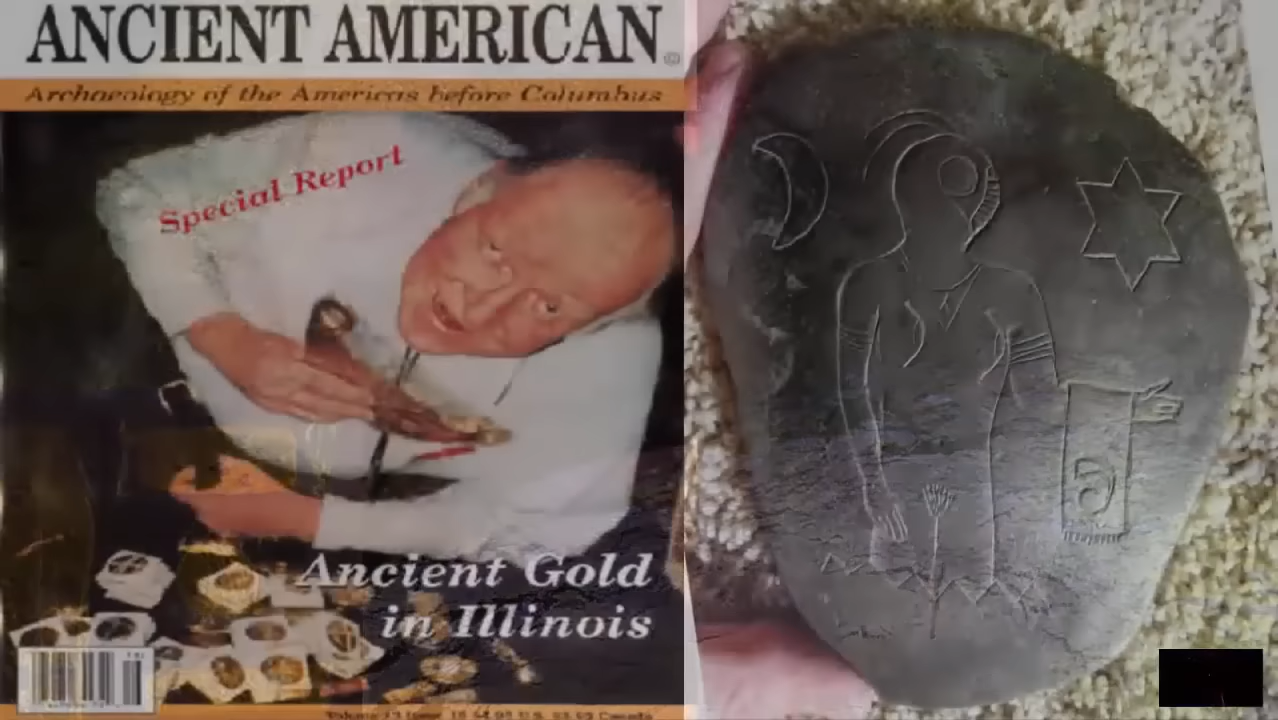 ANCIENT AMERICAN
©
Archaeology of the Americas before Columbus
Special Report
Ancient Gold
in Illinois